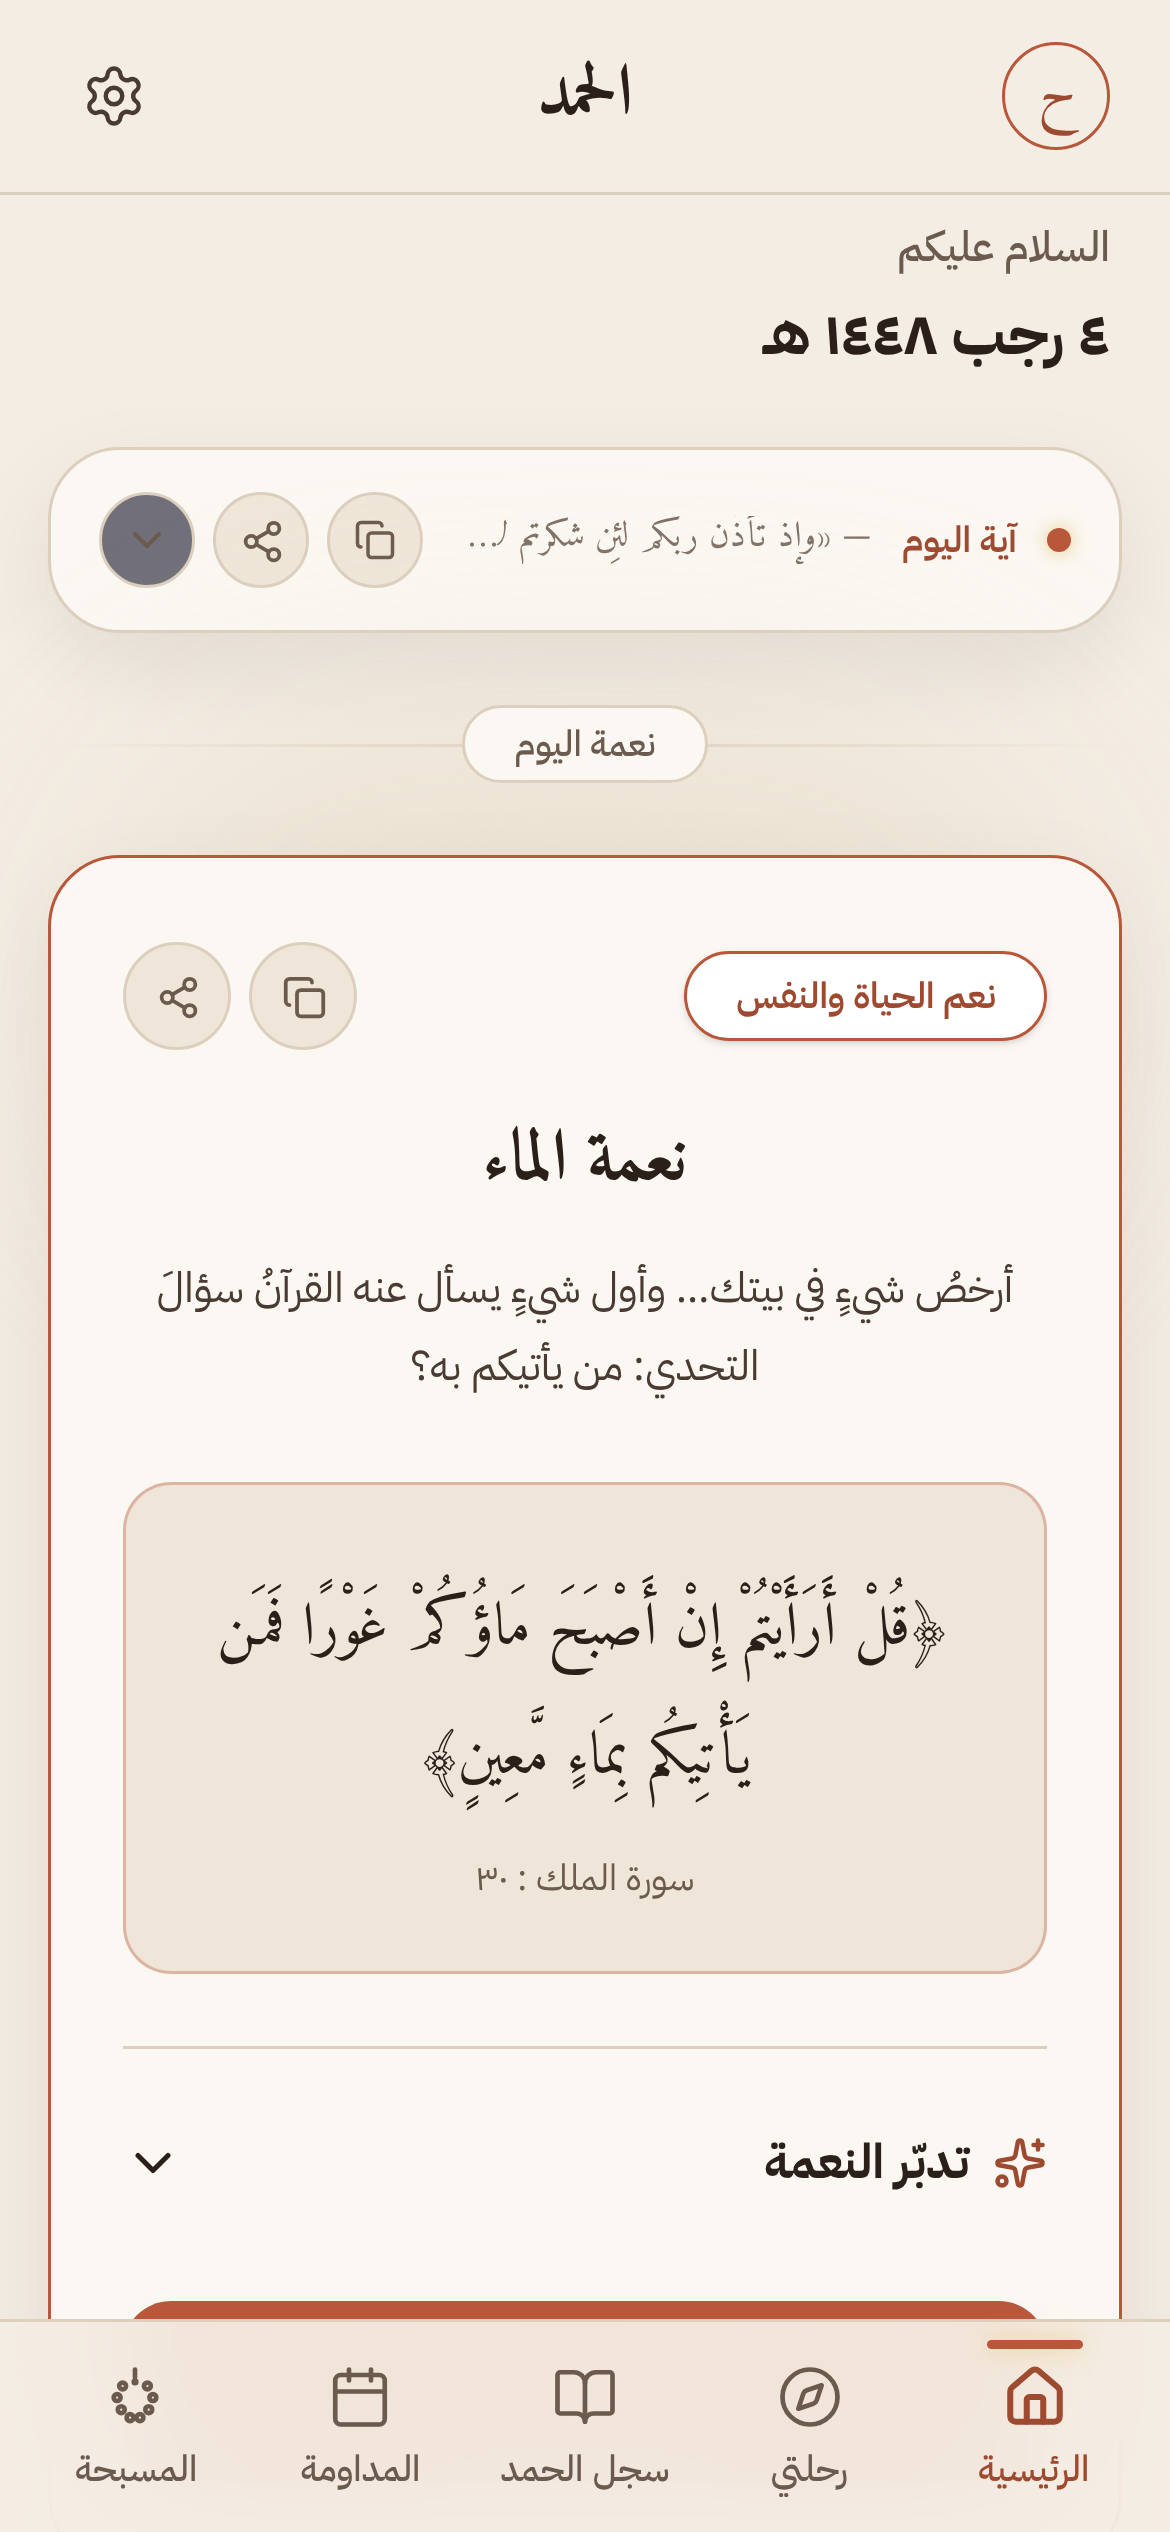 ح
الحمد
السلام عليكم
٤ رجب ١٤٤٨ هـ
آية اليوم — «وإذ تأذن ربكم لئن شكرتم لـ...
نعمة اليوم
نعم الحياة والنفس
نعمة الماء
أرخصُ شيءٍ في بيتك... وأول شيءٍ يسأل عنه القرآنُ سؤالَ
التحدي: من يأتيكم به؟
﴿قُلْ أَرَأَيْتُمْ إِنْ أَصْبَحَ مَاؤُكُمْ غَوْرًا فَمَن
يَأْتِيكُم بِمَاءٍ مَّعِينٍ﴾
سورة الملك : ٣٠
تدبّر النعمة
الرئيسية
رحلتي
سجل الحمد
المداومة
المسبحة